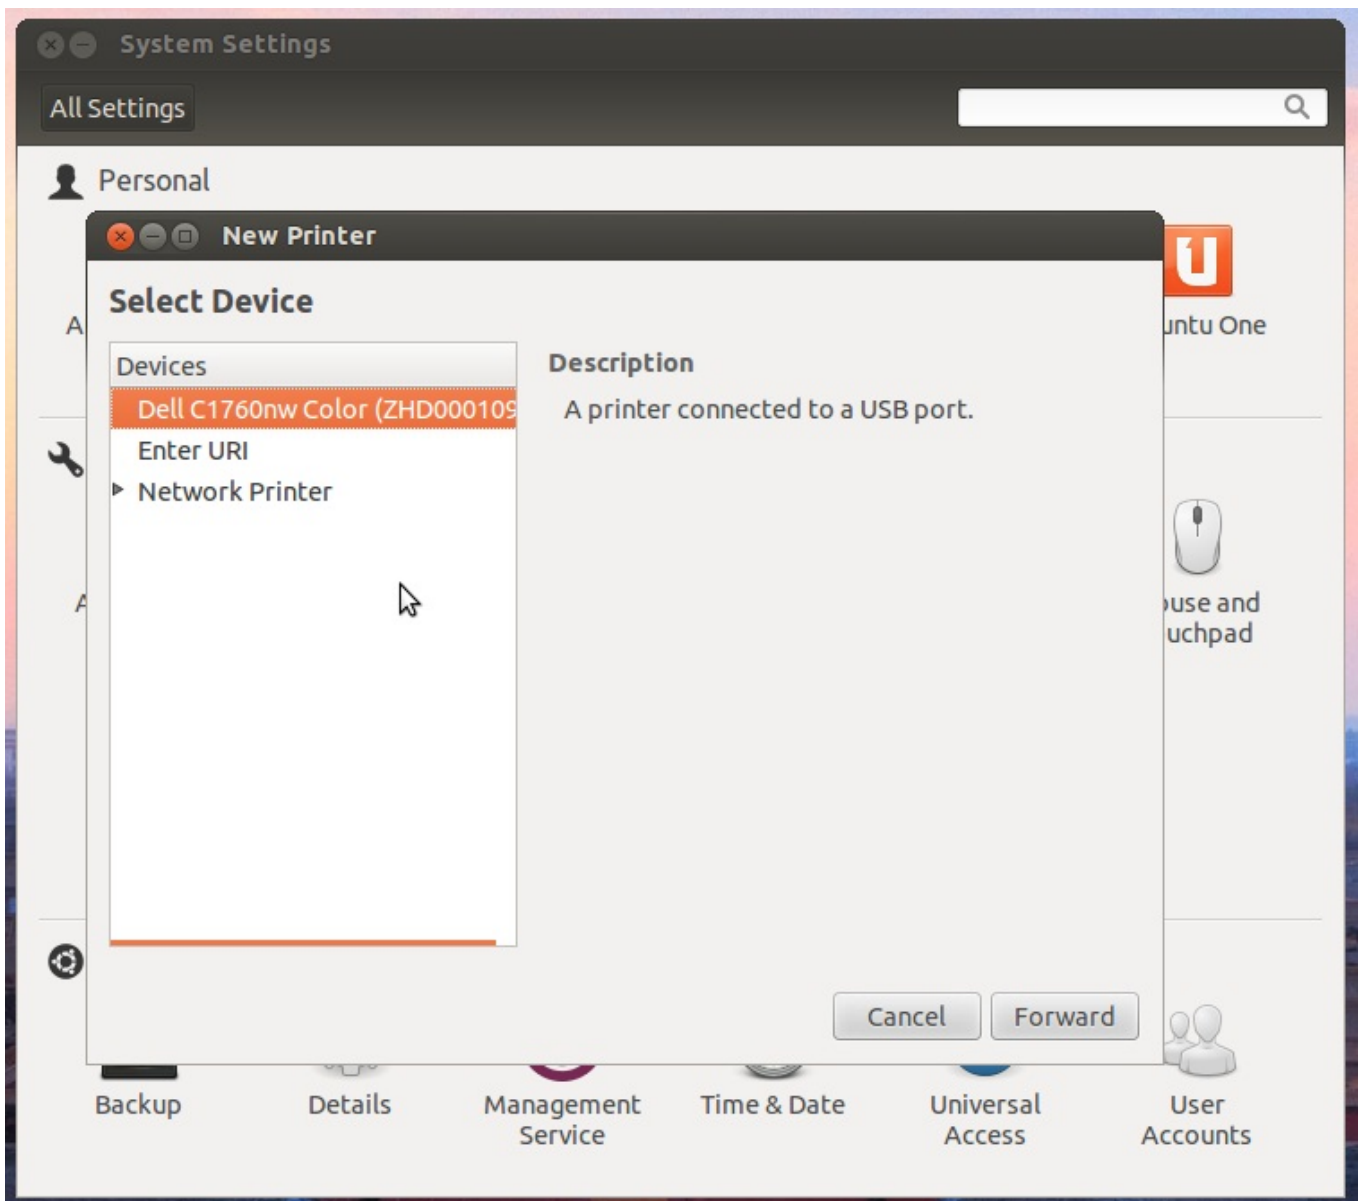 System Settings
All Settings
Personal
New Printer
Select Device
A
untu One
Devices
Description
Dell C1760nw Color (ZHD000109
A printer connected to a USB port.
Enter URI
Network Printer
A
ouse and
uchpad
Cancel
Forward
Backup
Details
Management
Service
Time & Date
Universal
Access
User
Accounts